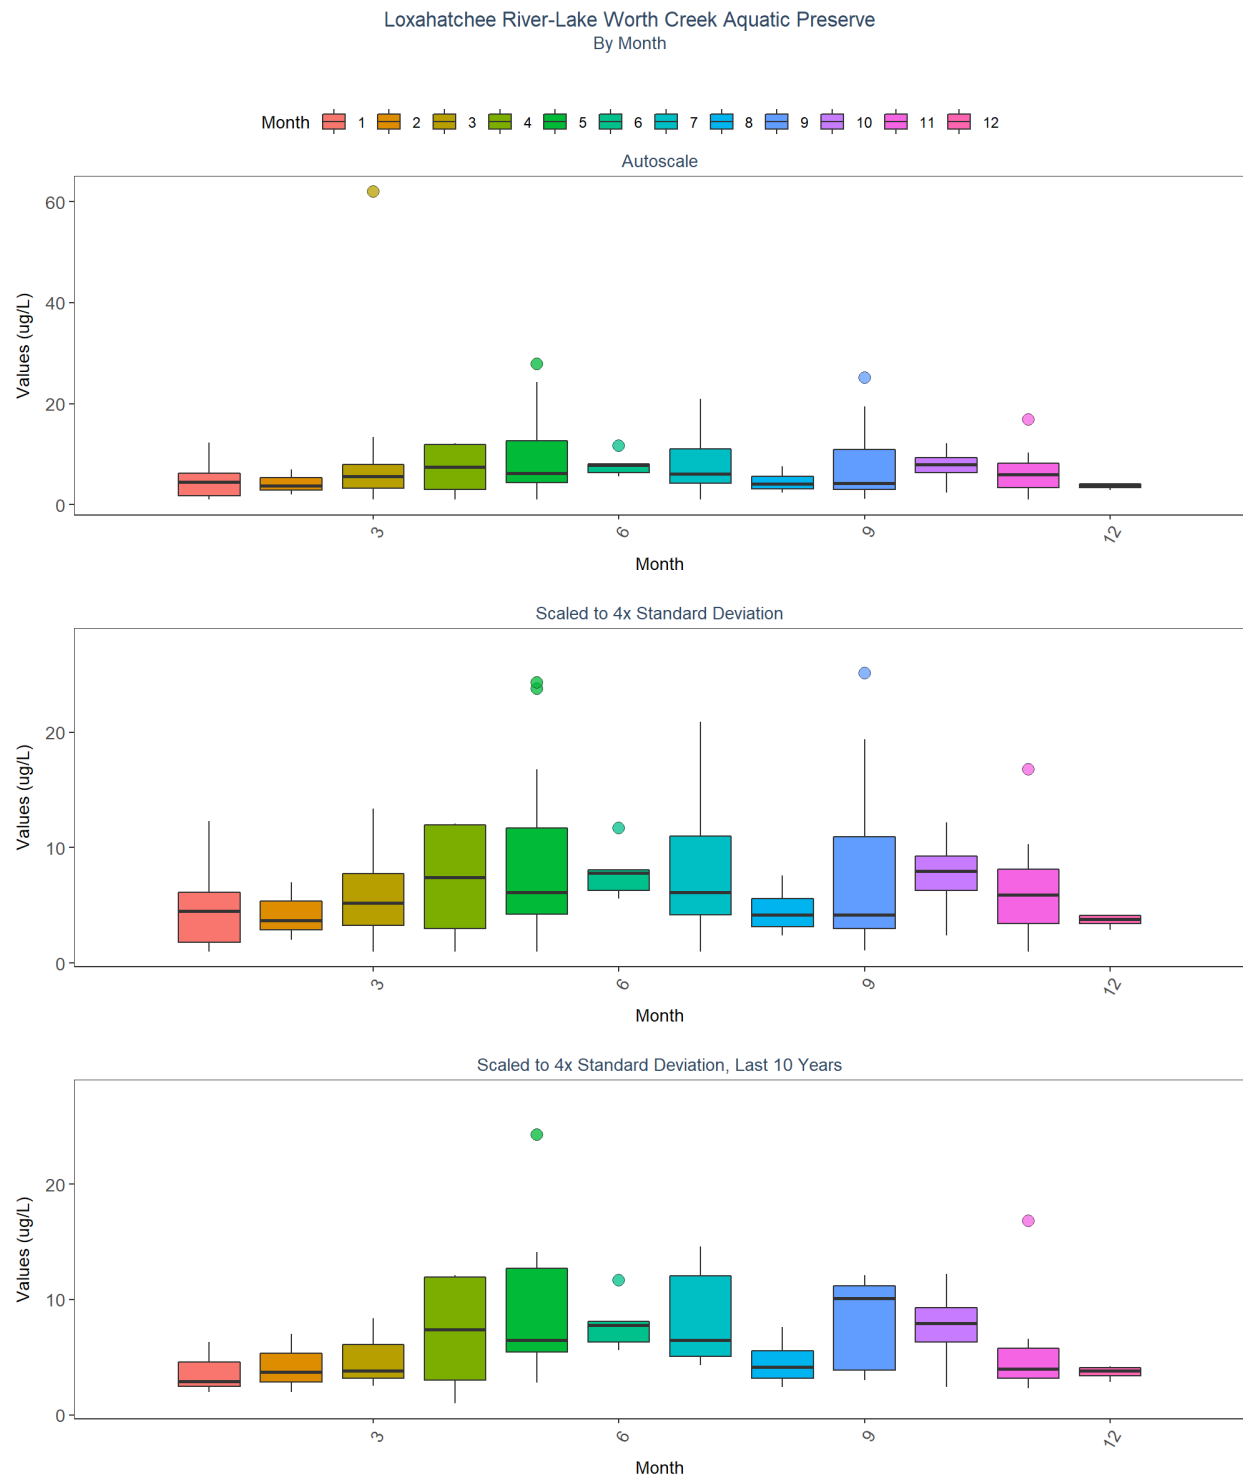 Loxahatchee River-Lake Worth Creek Aquatic Preserve
By Month
Month 1 2 3 4 5 6 7 8 9 10 11 12
Autoscale
60
40
20
0
Values (ug/L)
3 6 9 12
Month
Scaled to 4x Standard Deviation
20
10
0
Values (ug/L)
3 6 9 12
Month
Scaled to 4x Standard Deviation, Last 10 Years
20
10
0
Values (ug/L)
3 6 9 12
Month